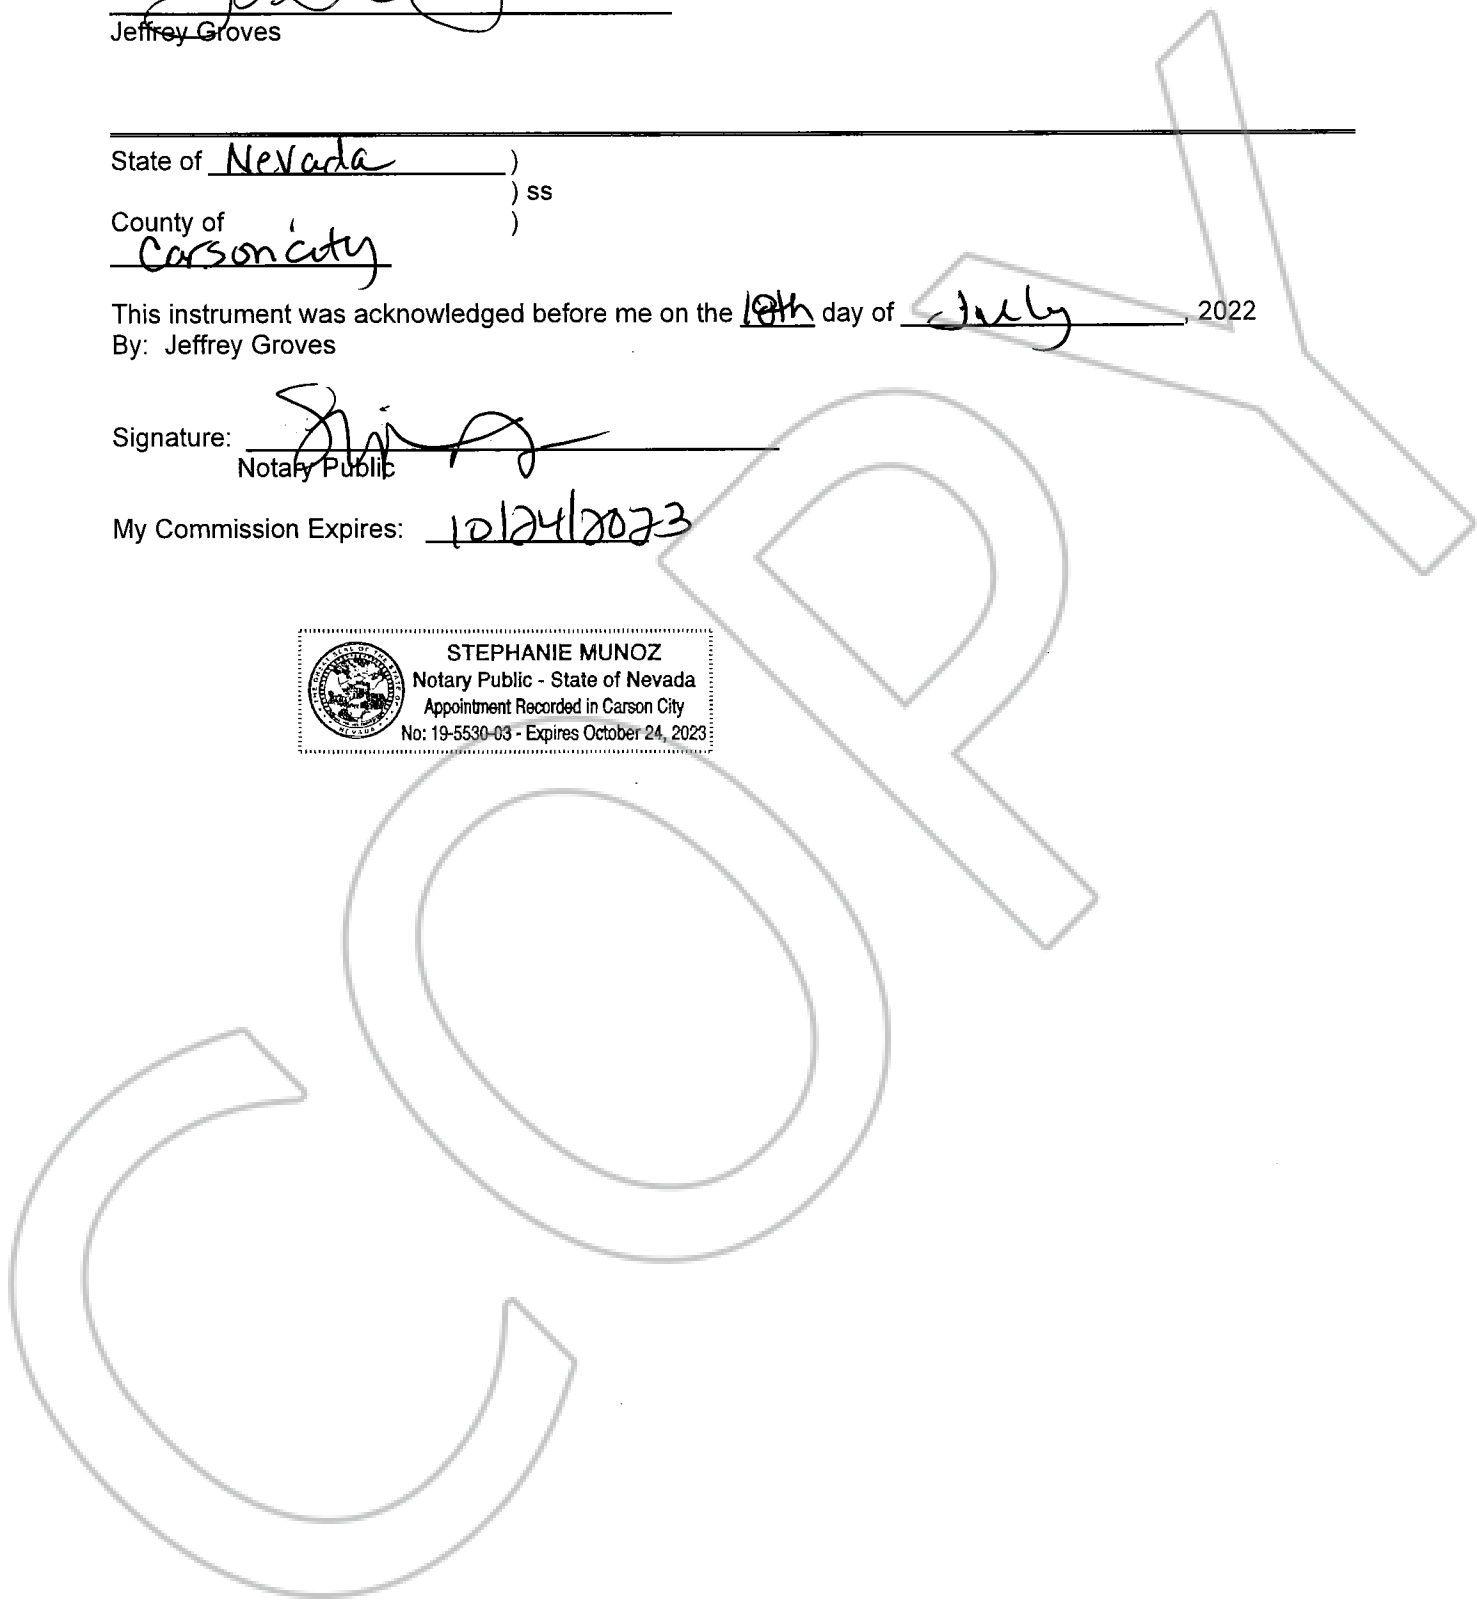 Jeffrey Groves
State of Nevada )
) ss
County of )
Carson City
This instrument was acknowledged before me on the 18th day of July, 2022
By: Jeffrey Groves
Signature:
Notary Public
My Commission Expires: 10/24/2023
STEPHANIE MUNOZ
Notary Public - State of Nevada
Appointment Recorded in Carson City
No: 19-5530-03 - Expires October 24, 2023
COPY